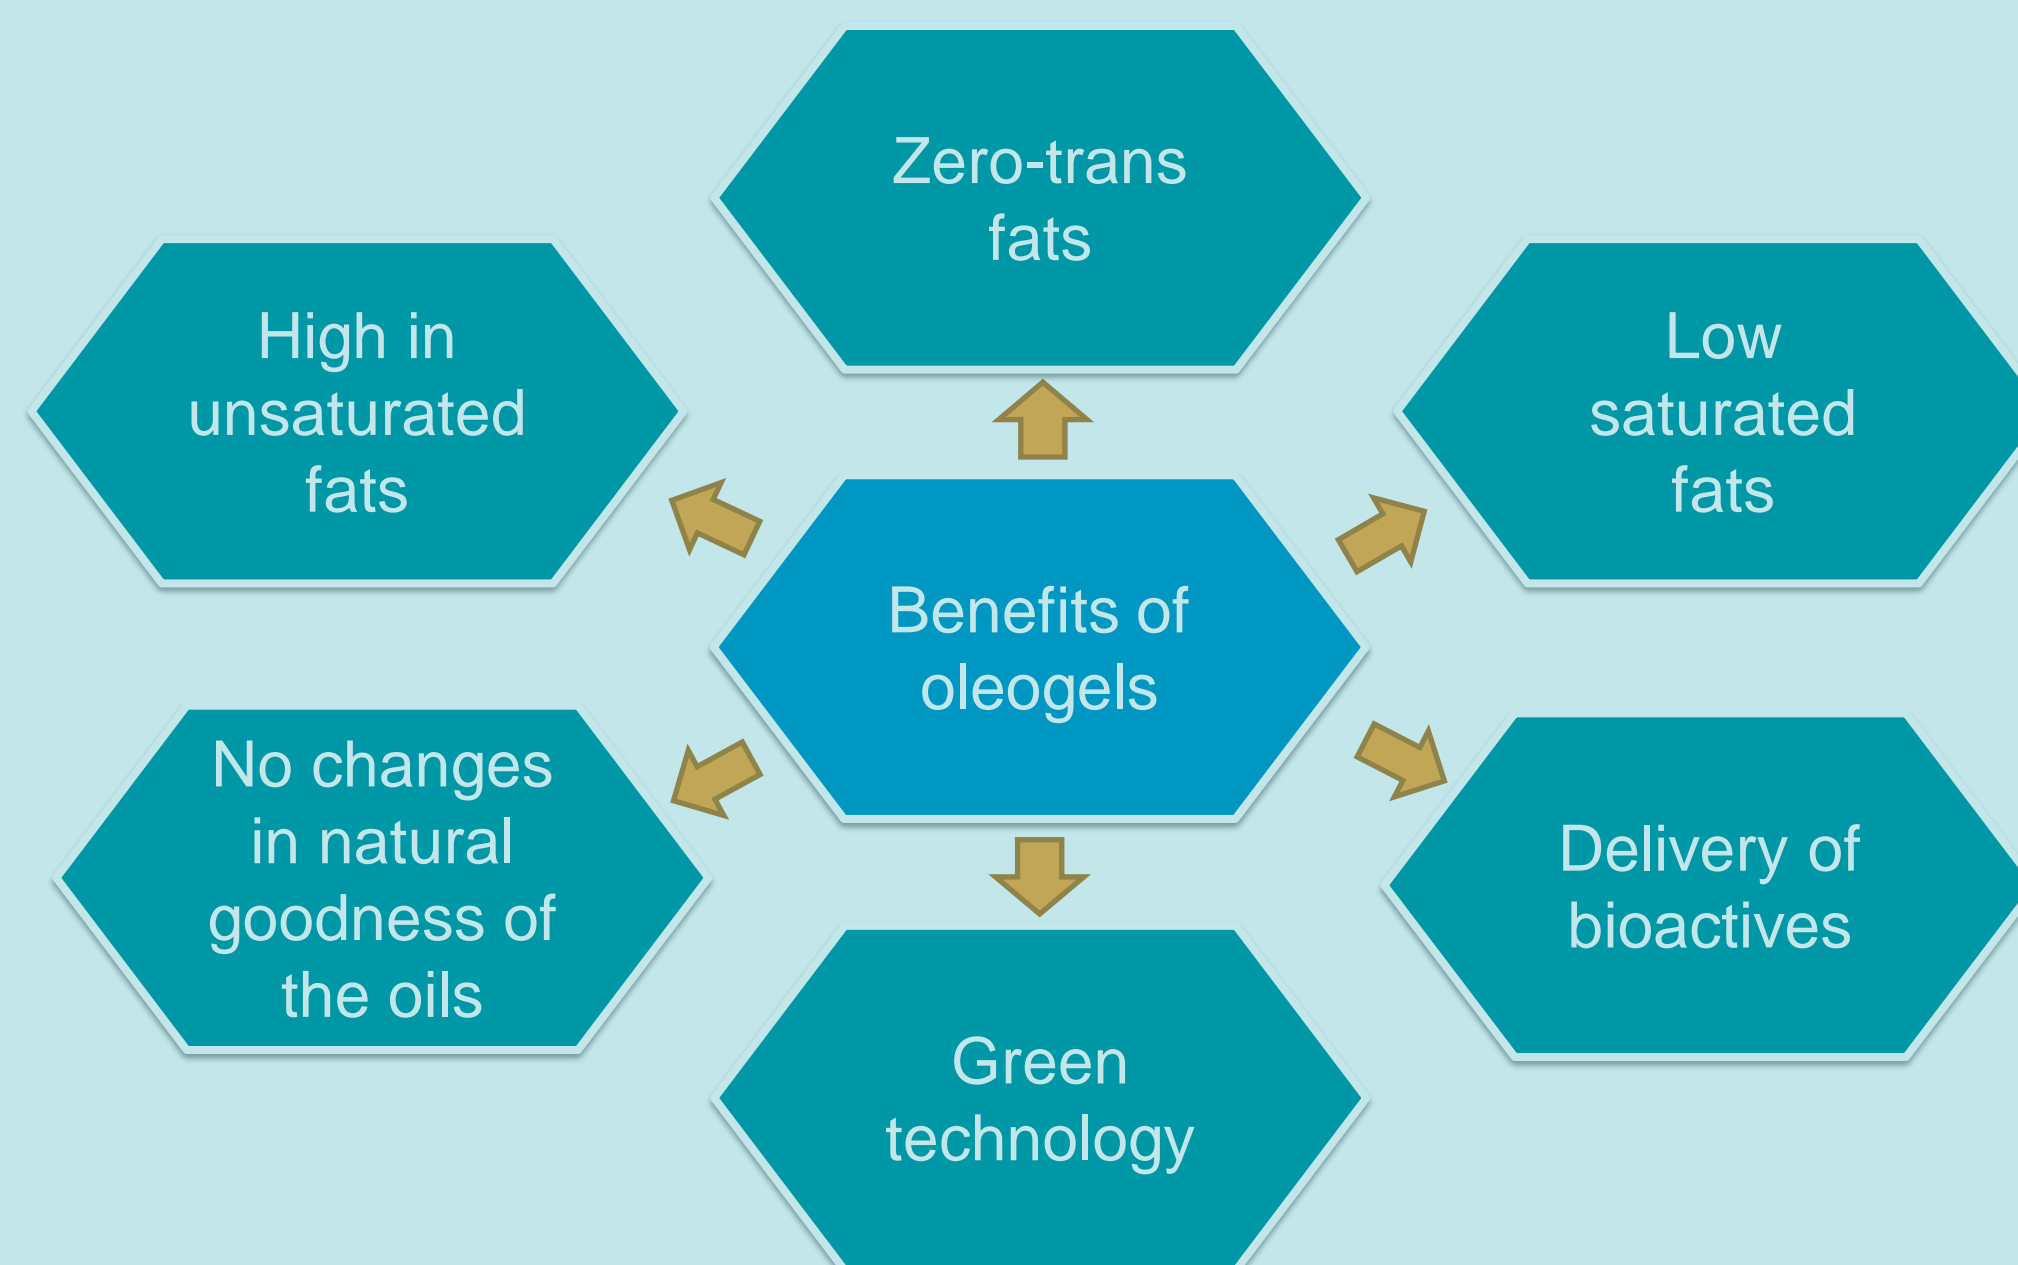 Zero-trans
fats
High in
unsaturated
fats
Low
saturated
fats
Benefits of
oleogels
No changes
in natural
goodness of
the oils
Delivery of
bioactives
Green
technology